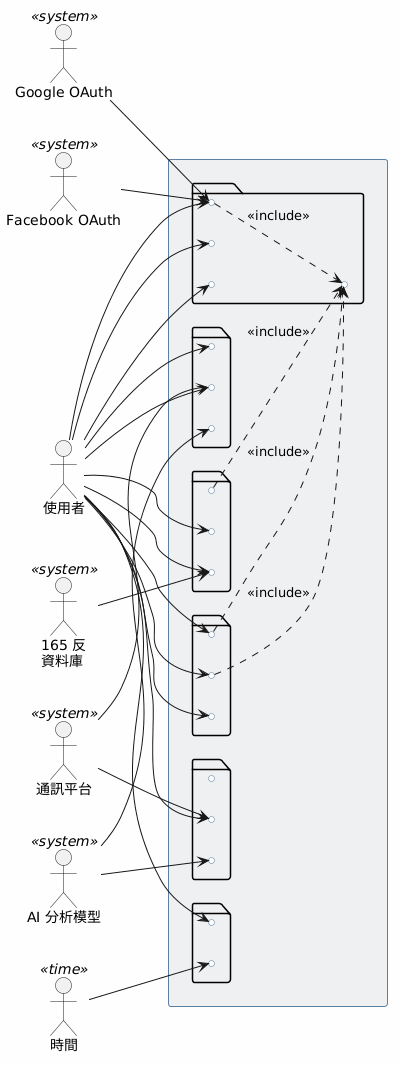 «system»
Google OAuth
«system»
Facebook OAuth
«include»
«include»
«include»
使用者
«system»
165 反
資料庫
«include»
«system»
通訊平台
«system»
AI 分析模型
«time»
時間